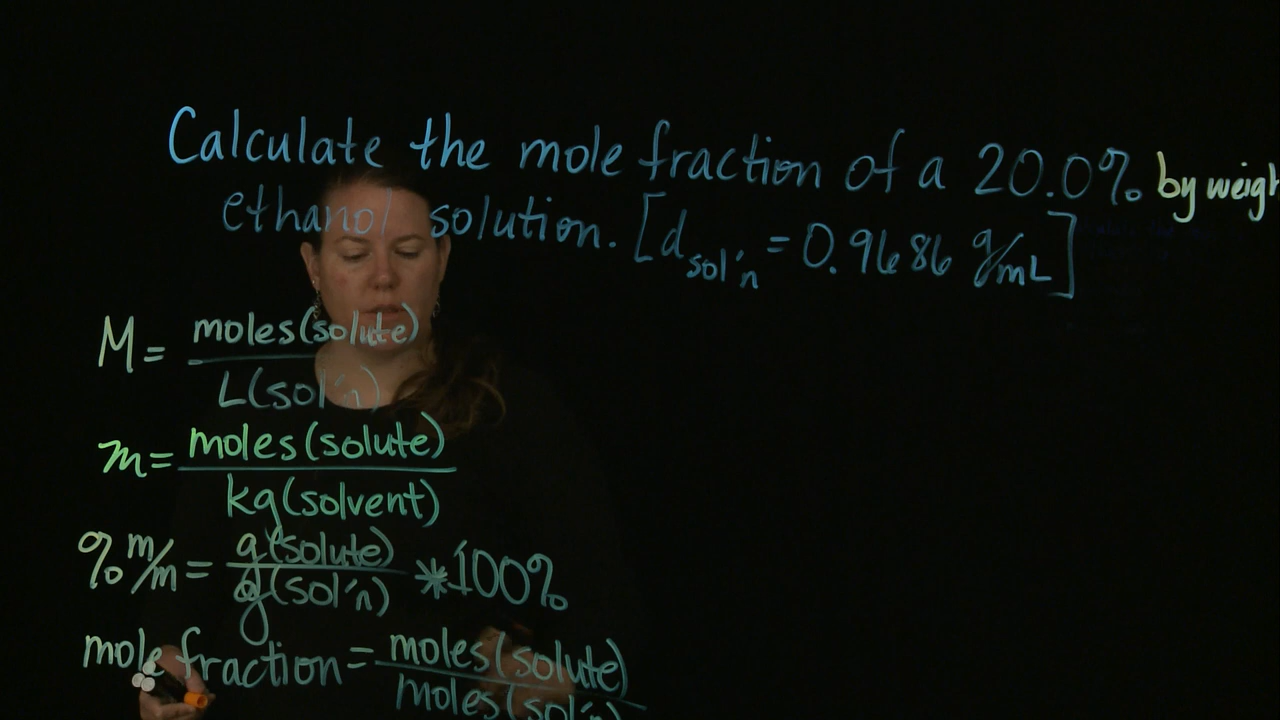 Calculate the mole fraction of a 20.0% by weigh
ethanol solution. [d sol'n = 0.9686 g/mL]
M = moles(solute)
L(sol'n)
m = moles(solute)
kg(solvent)
% m/m = g(solute) * 100%
g(sol'n)
mole fraction = moles(solute)
moles(sol'n)